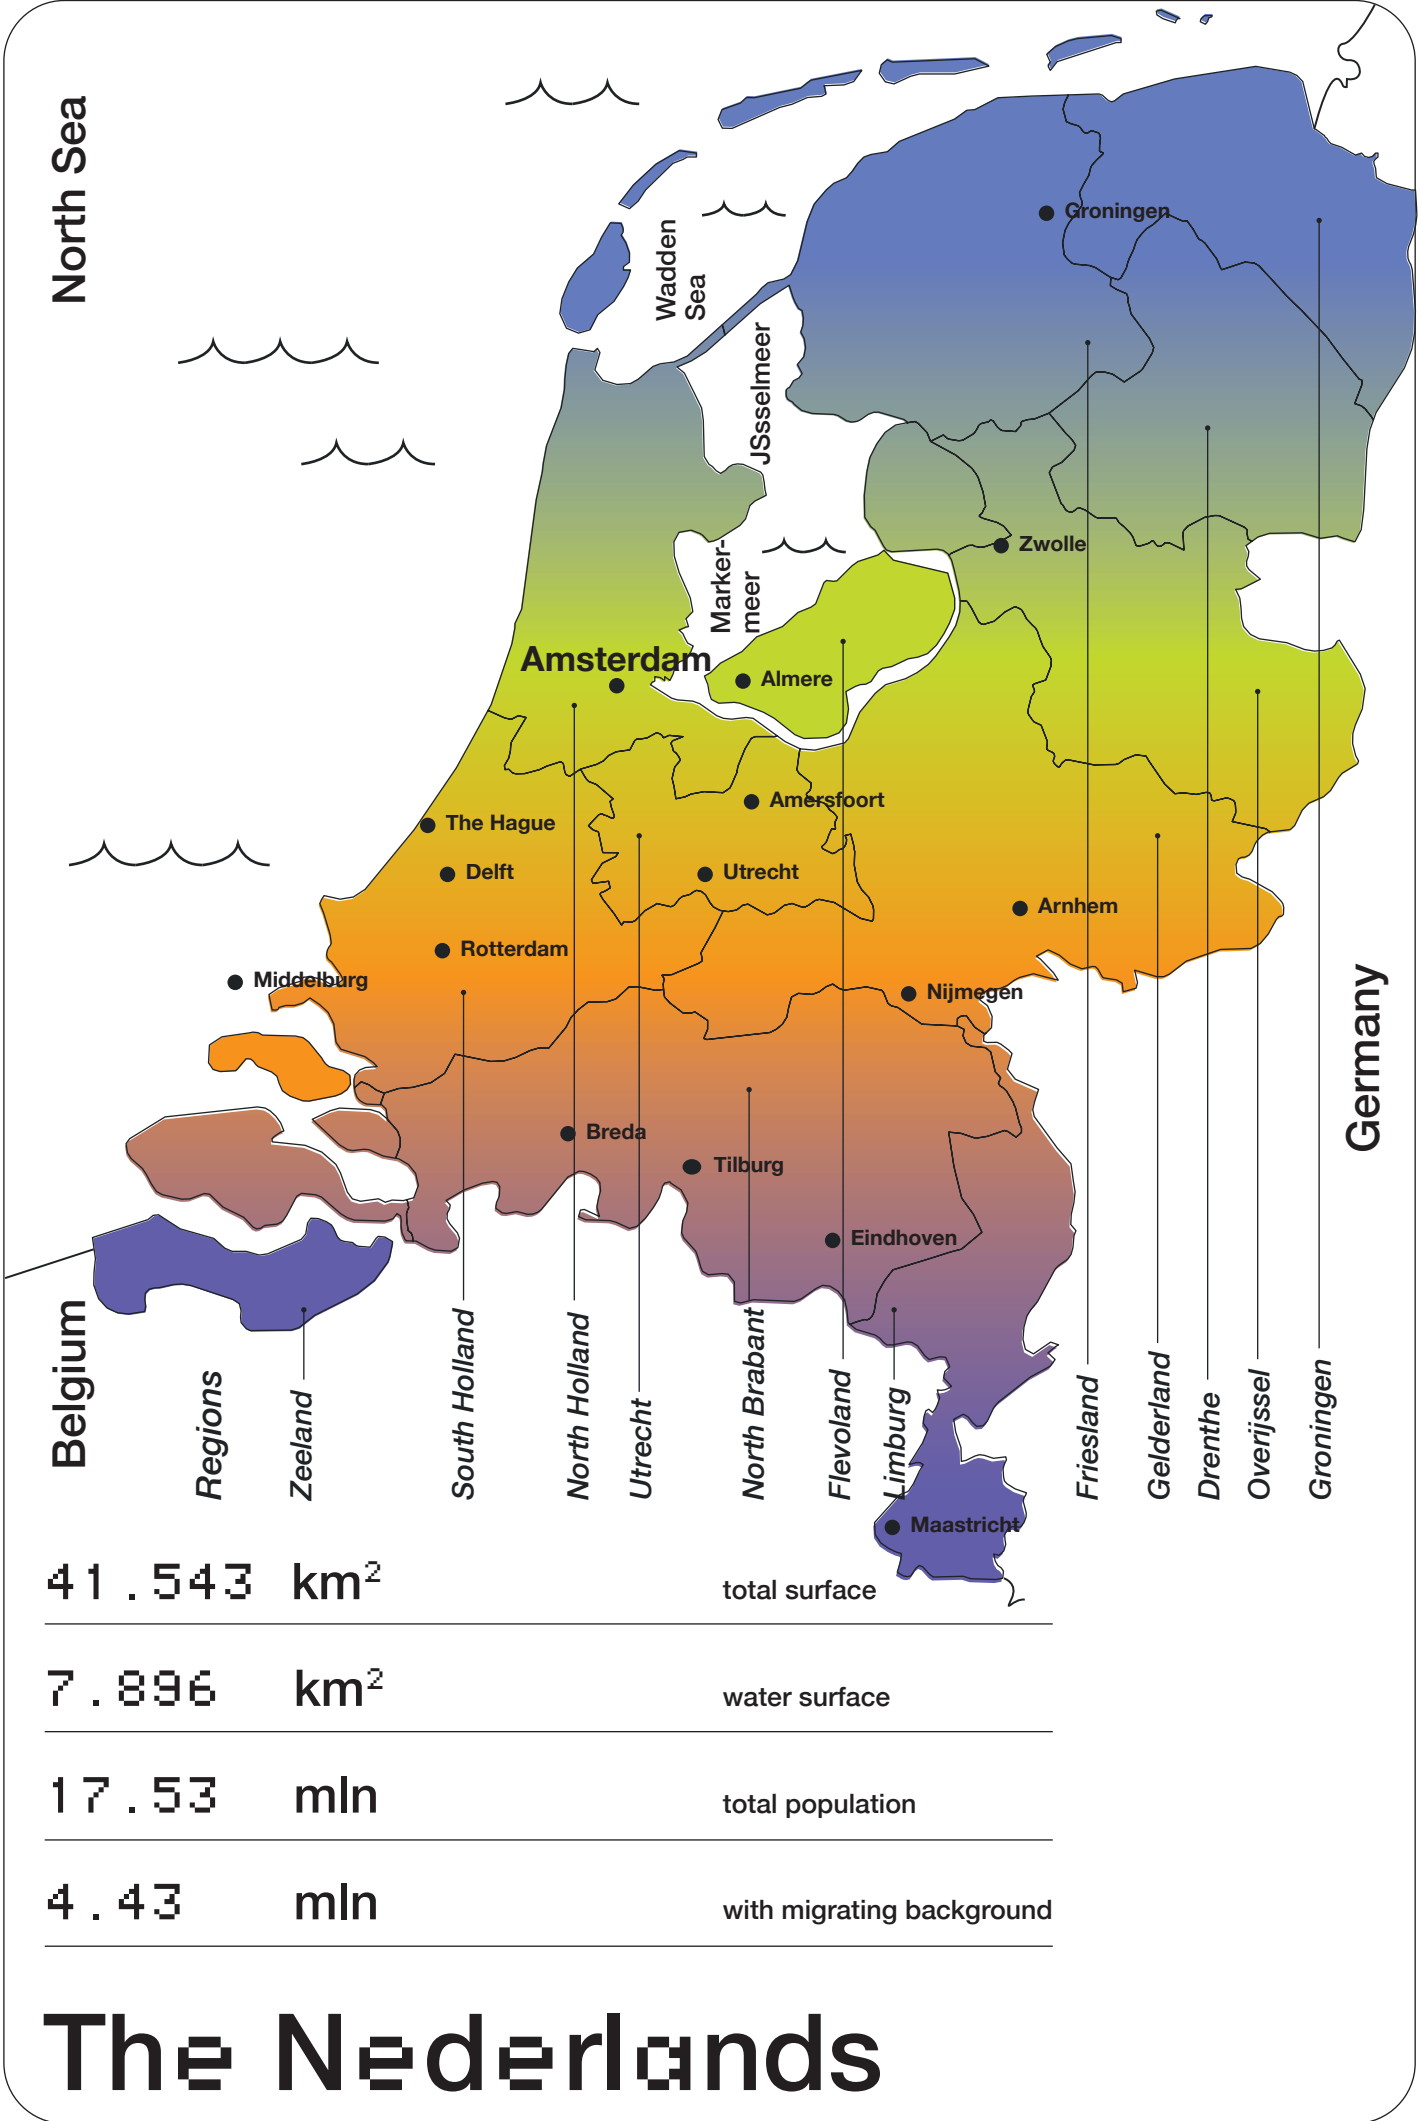 North Sea
Wadden
Sea
JSsselmeer
Marker-
meer
Groningen
Zwolle
Amsterdam
Almere
Amersfoort
The Hague
Delft
Utrecht
Arnhem
Rotterdam
Middelburg
Nijmegen
Germany
Breda
Tilburg
Eindhoven
Belgium
Regions
Zeeland
South Holland
North Holland
Utrecht
North Brabant
Flevoland
Limburg
Friesland
Gelderland
Drenthe
Overijssel
Groningen
Maastricht
41.543 km² total surface
7.896 km² water surface
17.53 mln total population
4.43 mln with migrating background
The Nederlands